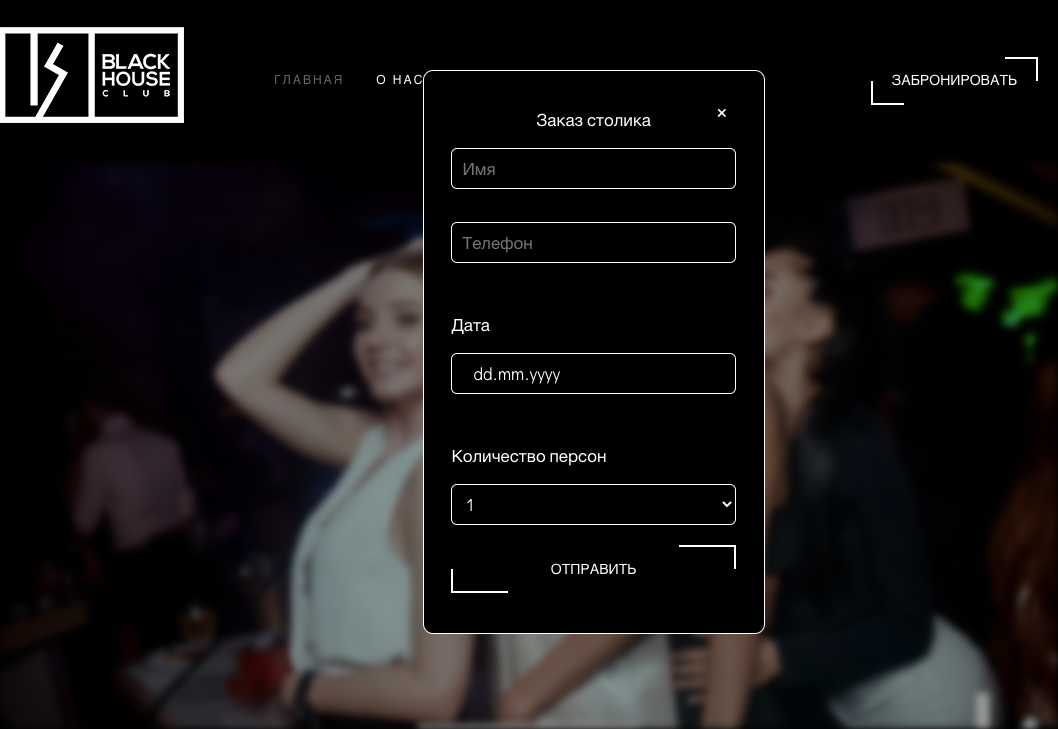 BLACK
HOUSE
CLUB
ГЛАВНАЯ
О НАС
ЗАБРОНИРОВАТЬ
Заказ столика
×
Имя
Телефон
Дата
dd.mm.yyyy
Количество персон
1
ОТПРАВИТЬ